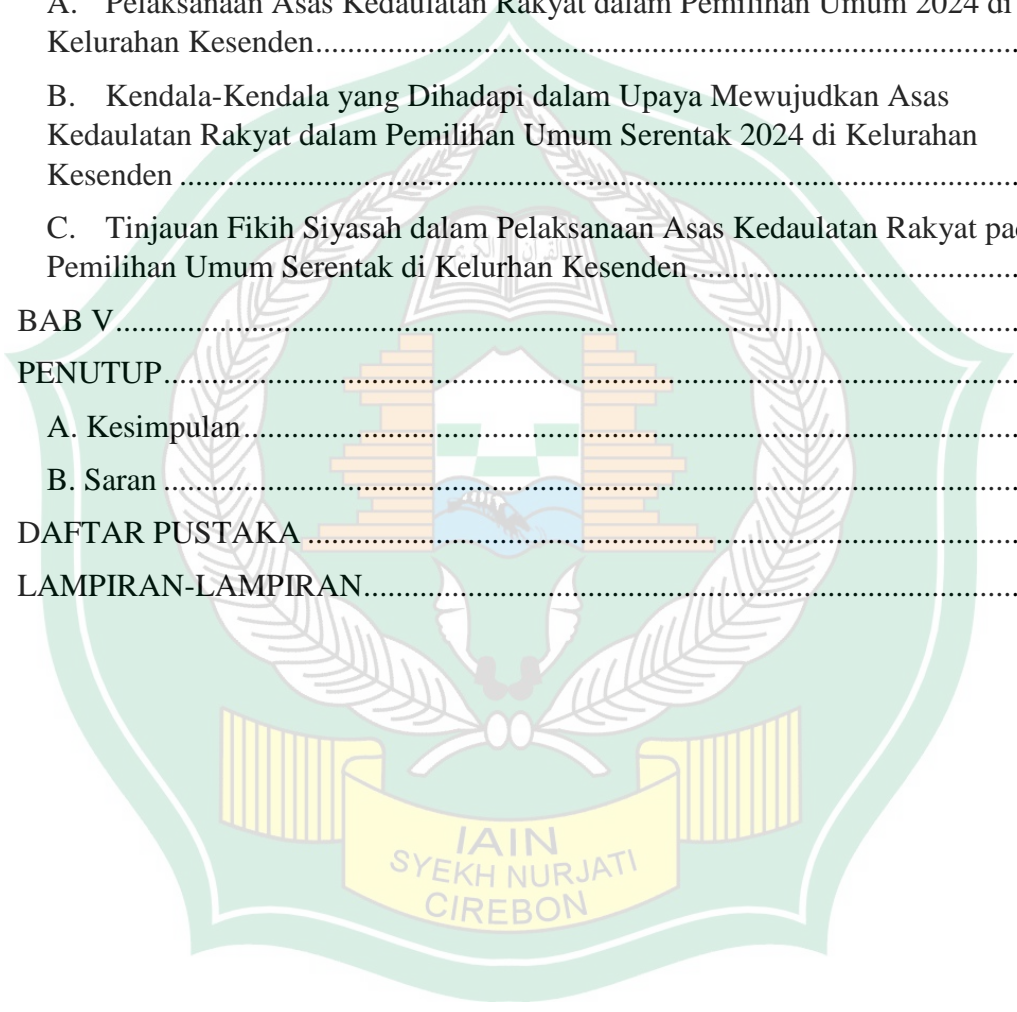 A. Pelaksanaan Asas Kedaulatan Rakyat dalam Pemilihan Umum 2024 di
Kelurahan Kesenden....................................................................................
B. Kendala-Kendala yang Dihadapi dalam Upaya Mewujudkan Asas
Kedaulatan Rakyat dalam Pemilihan Umum Serentak 2024 di Kelurahan
Kesenden ....................................................................................................
C. Tinjauan Fikih Siyasah dalam Pelaksanaan Asas Kedaulatan Rakyat
Pemilihan Umum Serentak di Kelurhan Kesenden ........................................
BAB V............................................................................................................
PENUTUP.......................................................................................................
A. Kesimpulan................................................................................................
B. Saran .........................................................................................................
DAFTAR PUSTAKA ......................................................................................
LAMPIRAN-LAMPIRAN................................................................................
IAIN
SYEKH NURJATI
CIREBON